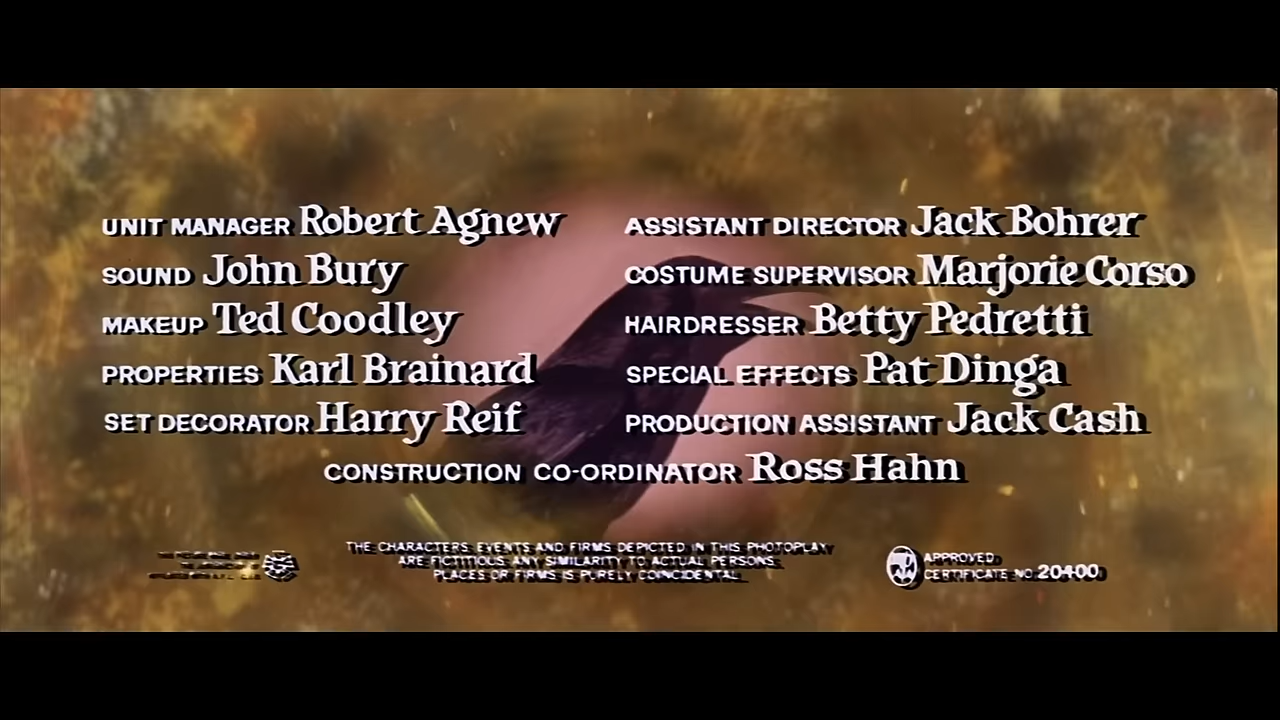 UNIT MANAGER Robert Agnew
SOUND John Bury
MAKEUP Ted Coodley
PROPERTIES Karl Brainard
SET DECORATOR Harry Reif
ASSISTANT DIRECTOR Jack Bohrer
COSTUME SUPERVISOR Marjorie Corso
HAIRDRESSER Betty Pedretti
SPECIAL EFFECTS Pat Dinga
PRODUCTION ASSISTANT Jack Cash
CONSTRUCTION CO-ORDINATOR Ross Hahn
THE CHARACTERS, EVENTS AND FIRMS DEPICTED IN THIS PHOTOPLAY
ARE FICTITIOUS. ANY SIMILARITY TO ACTUAL PERSONS,
PLACES OR FIRMS IS PURELY COINCIDENTAL.
APPROVED
CERTIFICATE NO. 20400